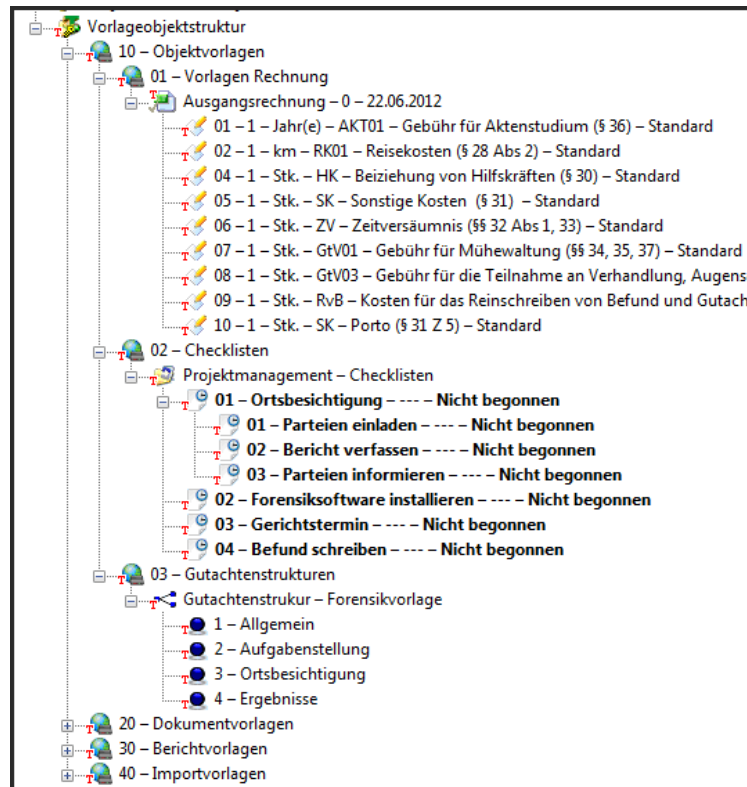 Vorlageobjektstruktur
10 – Objektvorlagen
01 – Vorlagen Rechnung
Ausgangsrechnung – 0 – 22.06.2012
01 – 1 – Jahr(e) – AKT01 – Gebühr für Aktenstudium (§ 36) – Standard
02 – 1 – km – RK01 – Reisekosten (§ 28 Abs 2) – Standard
04 – 1 – Stk. – HK – Beiziehung von Hilfskräften (§ 30) – Standard
05 – 1 – Stk. – SK – Sonstige Kosten  (§ 31)  – Standard
06 – 1 – Stk. – ZV – Zeitversäumnis (§§ 32 Abs 1, 33) – Standard
07 – 1 – Stk. – GtV01 – Gebühr für Mühewaltung (§§ 34, 35, 37) – Standard
08 – 1 – Stk. – GtV03 – Gebühr für die Teilnahme an Verhandlung, Augens
09 – 1 – Stk. – RvB – Kosten für das Reinschreiben von Befund und Gutach
10 – 1 – Stk. – SK – Porto (§ 31 Z 5) – Standard
02 – Checklisten
Projektmanagement – Checklisten
01 – Ortsbesichtigung – --- – Nicht begonnen
01 – Parteien einladen – --- – Nicht begonnen
02 – Bericht verfassen – --- – Nicht begonnen
03 – Parteien informieren – --- – Nicht begonnen
02 – Forensiksoftware installieren – --- – Nicht begonnen
03 – Gerichtstermin – --- – Nicht begonnen
04 – Befund schreiben – --- – Nicht begonnen
03 – Gutachtenstrukturen
Gutachtenstrukur – Forensikvorlage
1 – Allgemein
2 – Aufgabenstellung
3 – Ortsbesichtigung
4 – Ergebnisse
20 – Dokumentvorlagen
30 – Berichtvorlagen
40 – Importvorlagen